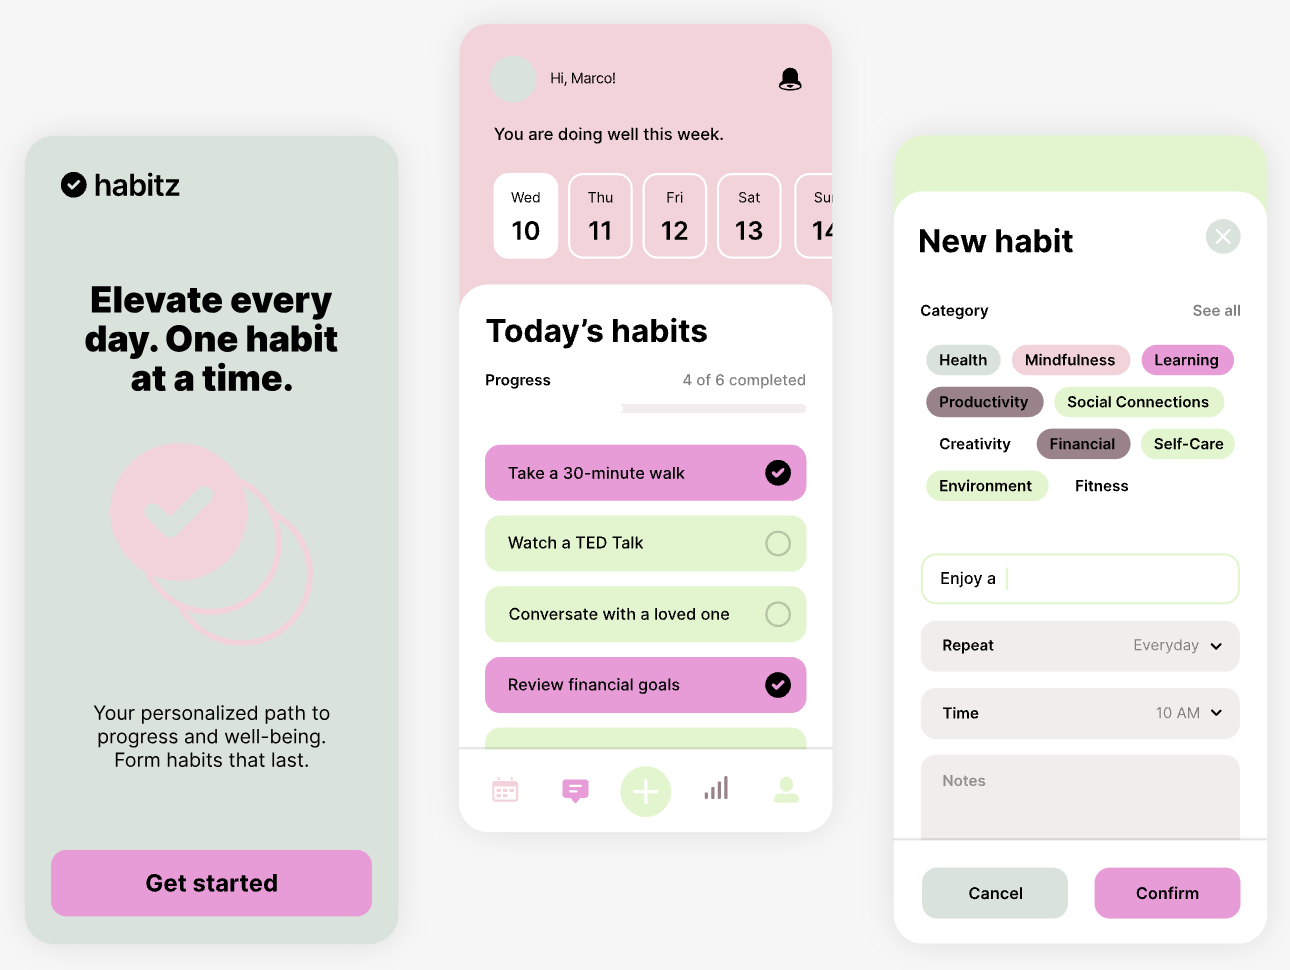 habitz
Elevate every
day. One habit
at a time.
Your personalized path to
progress and well-being.
Form habits that last.
Get started
Hi, Marco!
You are doing well this week.
Wed Thu Fri Sat Sun
10 11 12 13 14
Today’s habits
Progress 4 of 6 completed
Take a 30-minute walk
Watch a TED Talk
Conversate with a loved one
Review financial goals
New habit
Category See all
Health Mindfulness Learning
Productivity Social Connections
Creativity Financial Self-Care
Environment Fitness
Enjoy a
Repeat Everyday
Time 10 AM
Notes
Cancel Confirm